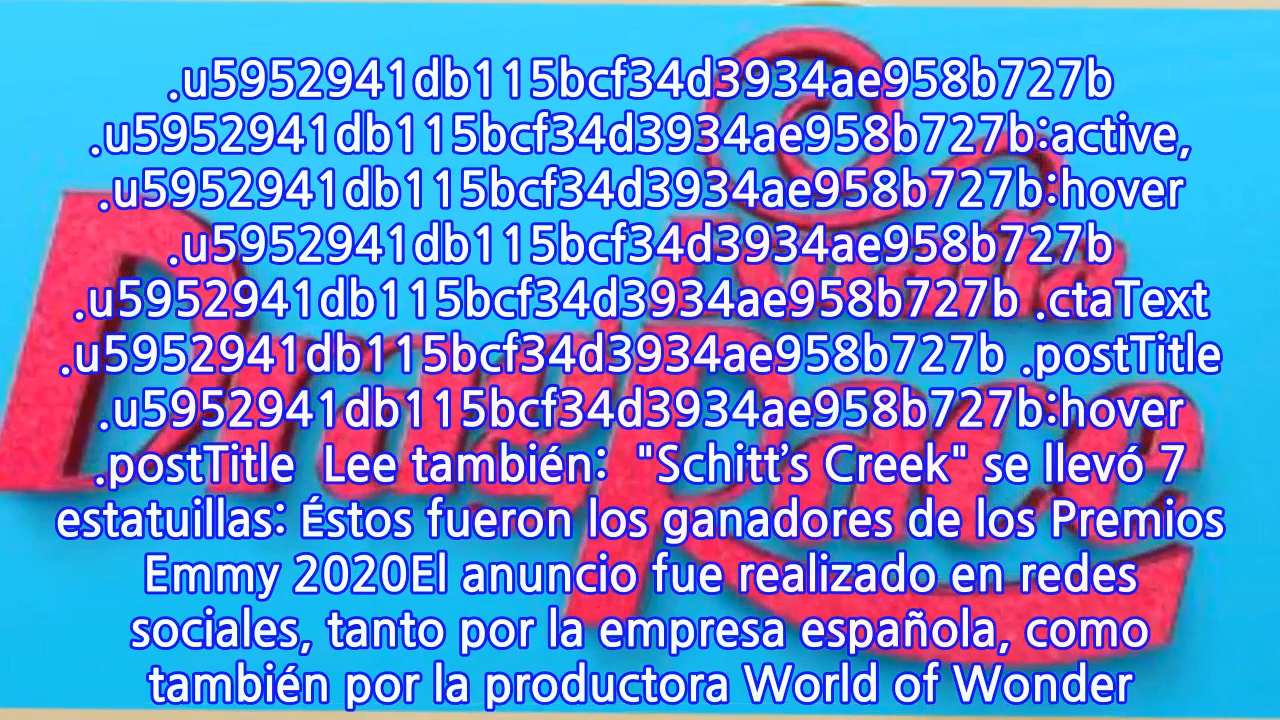 .u5952941db115bcf34d3934ae958b727b
.u5952941db115bcf34d3934ae958b727b:active,
.u5952941db115bcf34d3934ae958b727b:hover
.u5952941db115bcf34d3934ae958b727b
.u5952941db115bcf34d3934ae958b727b .ctaText
.u5952941db115bcf34d3934ae958b727b .postTitle
.u5952941db115bcf34d3934ae958b727b:hover
.postTitle  Lee también:  "Schitt’s Creek" se llevó 7
estatuillas: Éstos fueron los ganadores de los Premios
Emmy 2020El anuncio fue realizado en redes
sociales, tanto por la empresa española, como
también por la productora World of Wonder
Drag Race